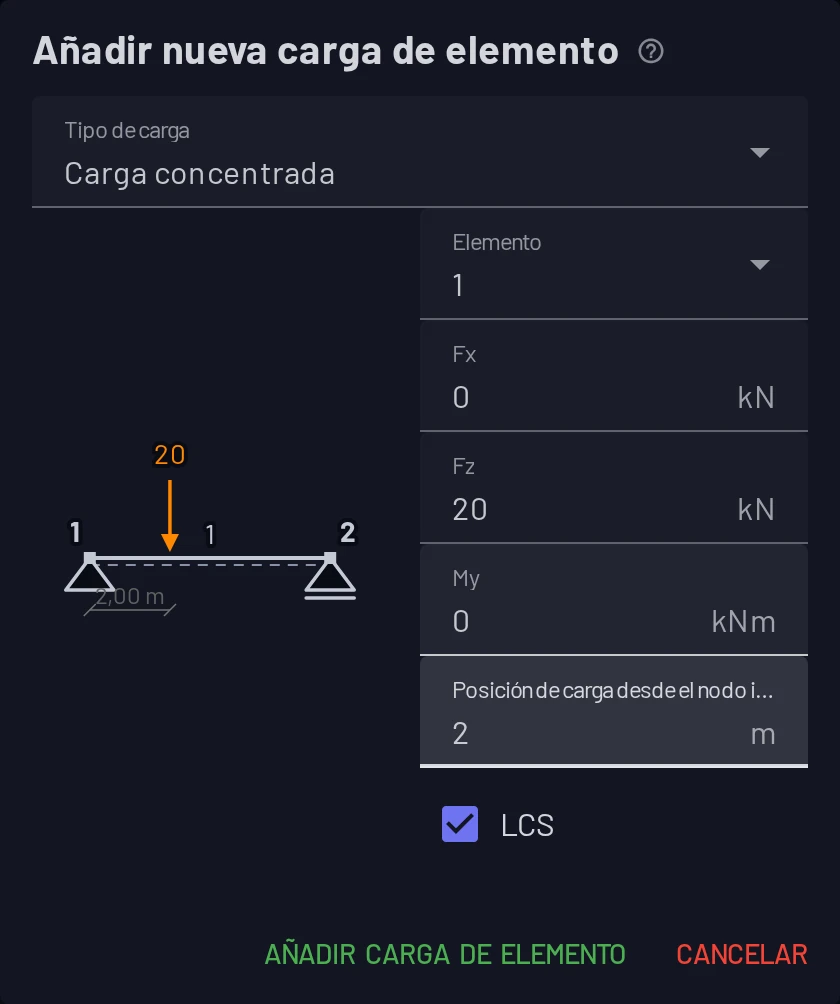 Añadir nueva carga de elemento
Tipo de carga
Carga concentrada
Elemento
1
Fx
0 kN
Fz
20 kN
My
0 kNm
Posición de carga desde el nodo i...
2 m
LCS
20
1 1 2
2,00 m
AÑADIR CARGA DE ELEMENTO CANCELAR